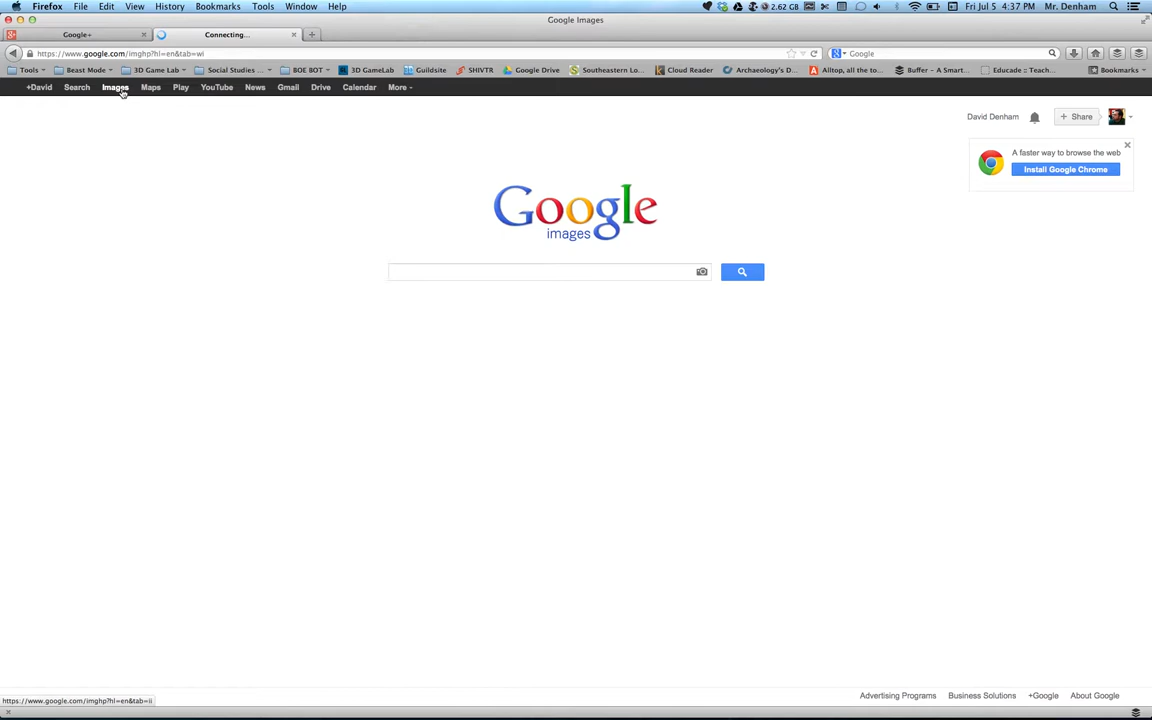 Firefox File Edit View History Bookmarks Tools Window Help 2.62 GB Fri Jul 5 4:37 PM Mr. Denham
Google Images
Google+ Connecting...
https://www.google.com/imghp?hl=en&tab=wi Google
Tools Beast Mode 3D Game Lab Social Studies ... BOE BOT 3D GameLab Guildsite SHIVTR Google Drive Southeastern Lo... Cloud Reader Archaeology's D... Alltop, all the to... Buffer – A Smart... Educade :: Teach... Bookmarks
+David Search Images Maps Play YouTube News Gmail Drive Calendar More
David Denham + Share
A faster way to browse the web
Install Google Chrome
Google
images
Advertising Programs Business Solutions +Google About Google
https://www.google.com/imghp?hl=en&tab=ii